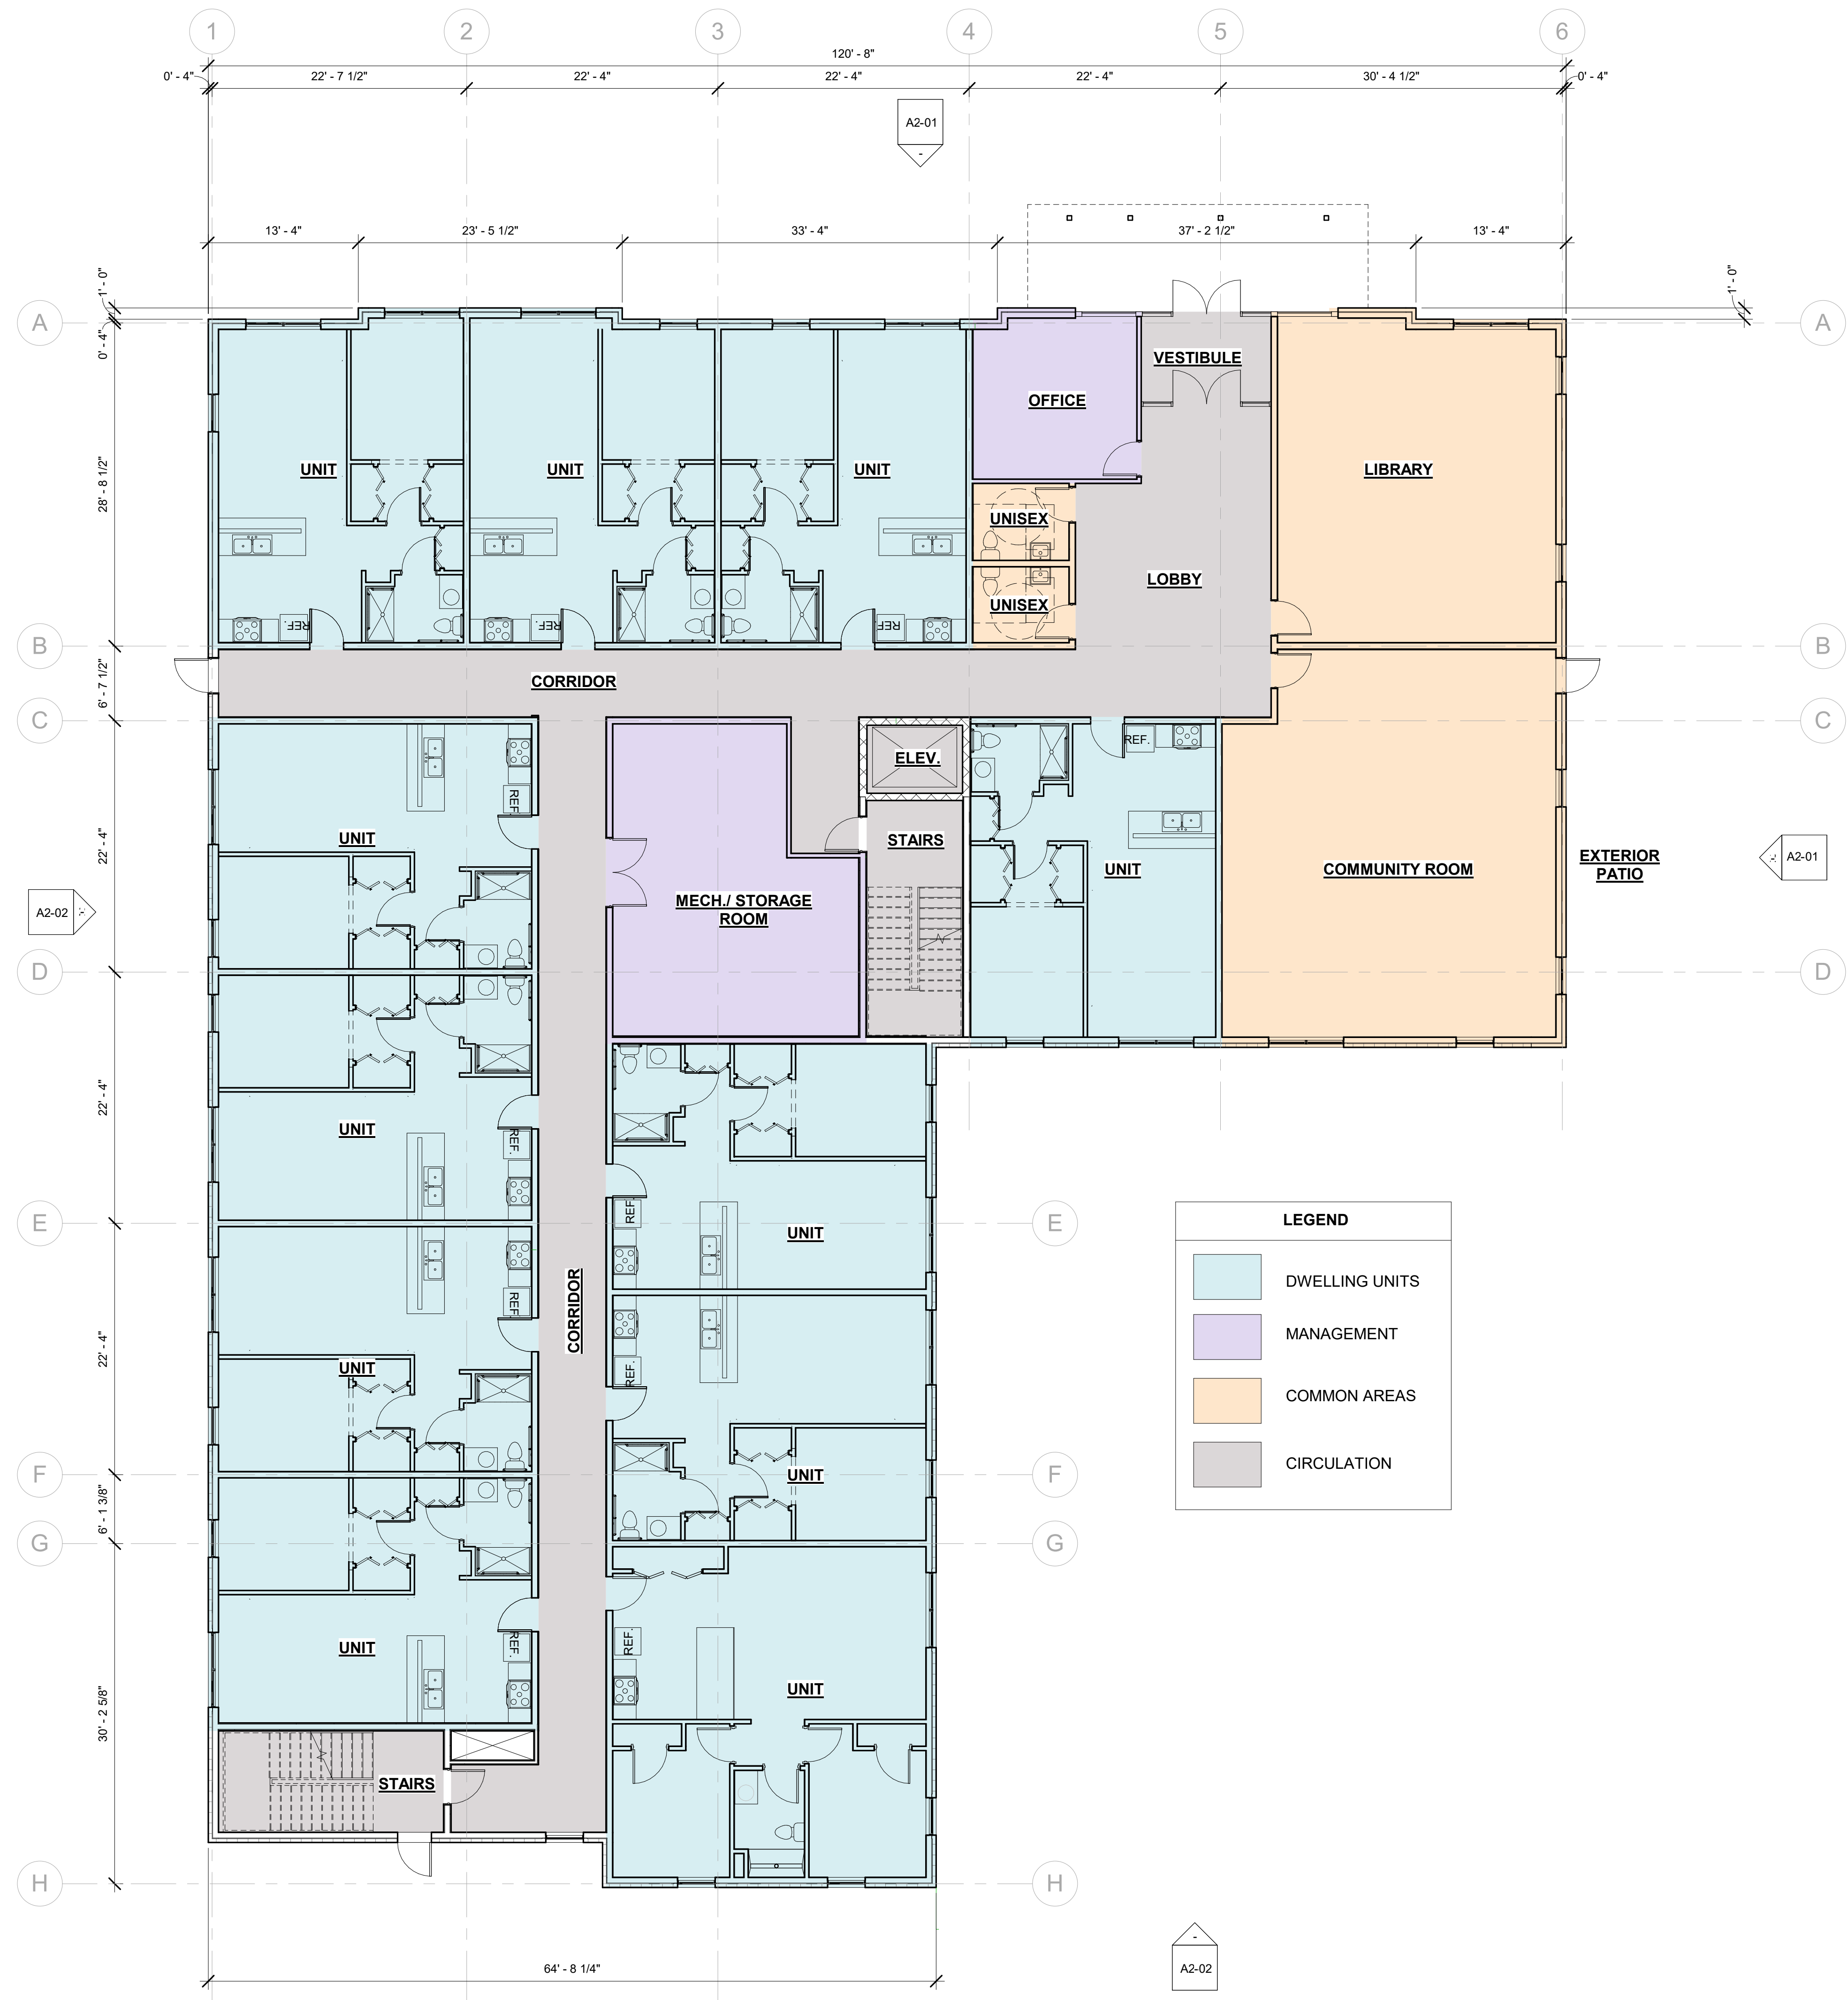 1 2 3 4 5 6
120' - 8"
0' - 4" 22' - 7 1/2" 22' - 4" 22' - 4" 22' - 4" 30' - 4 1/2" 0' - 4"
A2-01
-
13' - 4" 23' - 5 1/2" 33' - 4" 37' - 2 1/2" 13' - 4"
1' - 0" 1' - 0"
A A
0' - 4"
VESTIBULE
OFFICE
UNIT UNIT UNIT LIBRARY
28' - 8 1/2"
UNISEX
LOBBY
UNISEX
REF. REF. REF.
B B
6' - 7 1/2"
CORRIDOR
C C
REF.
ELEV.
REF.
22' - 4"
UNIT
STAIRS
UNIT
COMMUNITY ROOM
EXTERIOR
PATIO
A2-01
-
MECH./ STORAGE
ROOM
A2-02
-
D D
22' - 4"
UNIT
REF.
REF.
E E
UNIT
LEGEND
DWELLING UNITS
MANAGEMENT
COMMON AREAS
CIRCULATION
REF.
CORRIDOR
22' - 4"
UNIT
REF.
F F
UNIT
6' - 1 3/8"
G G
REF.
REF.
UNIT
UNIT
30' - 2 5/8"
STAIRS
H H
-
A2-02
64' - 8 1/4"